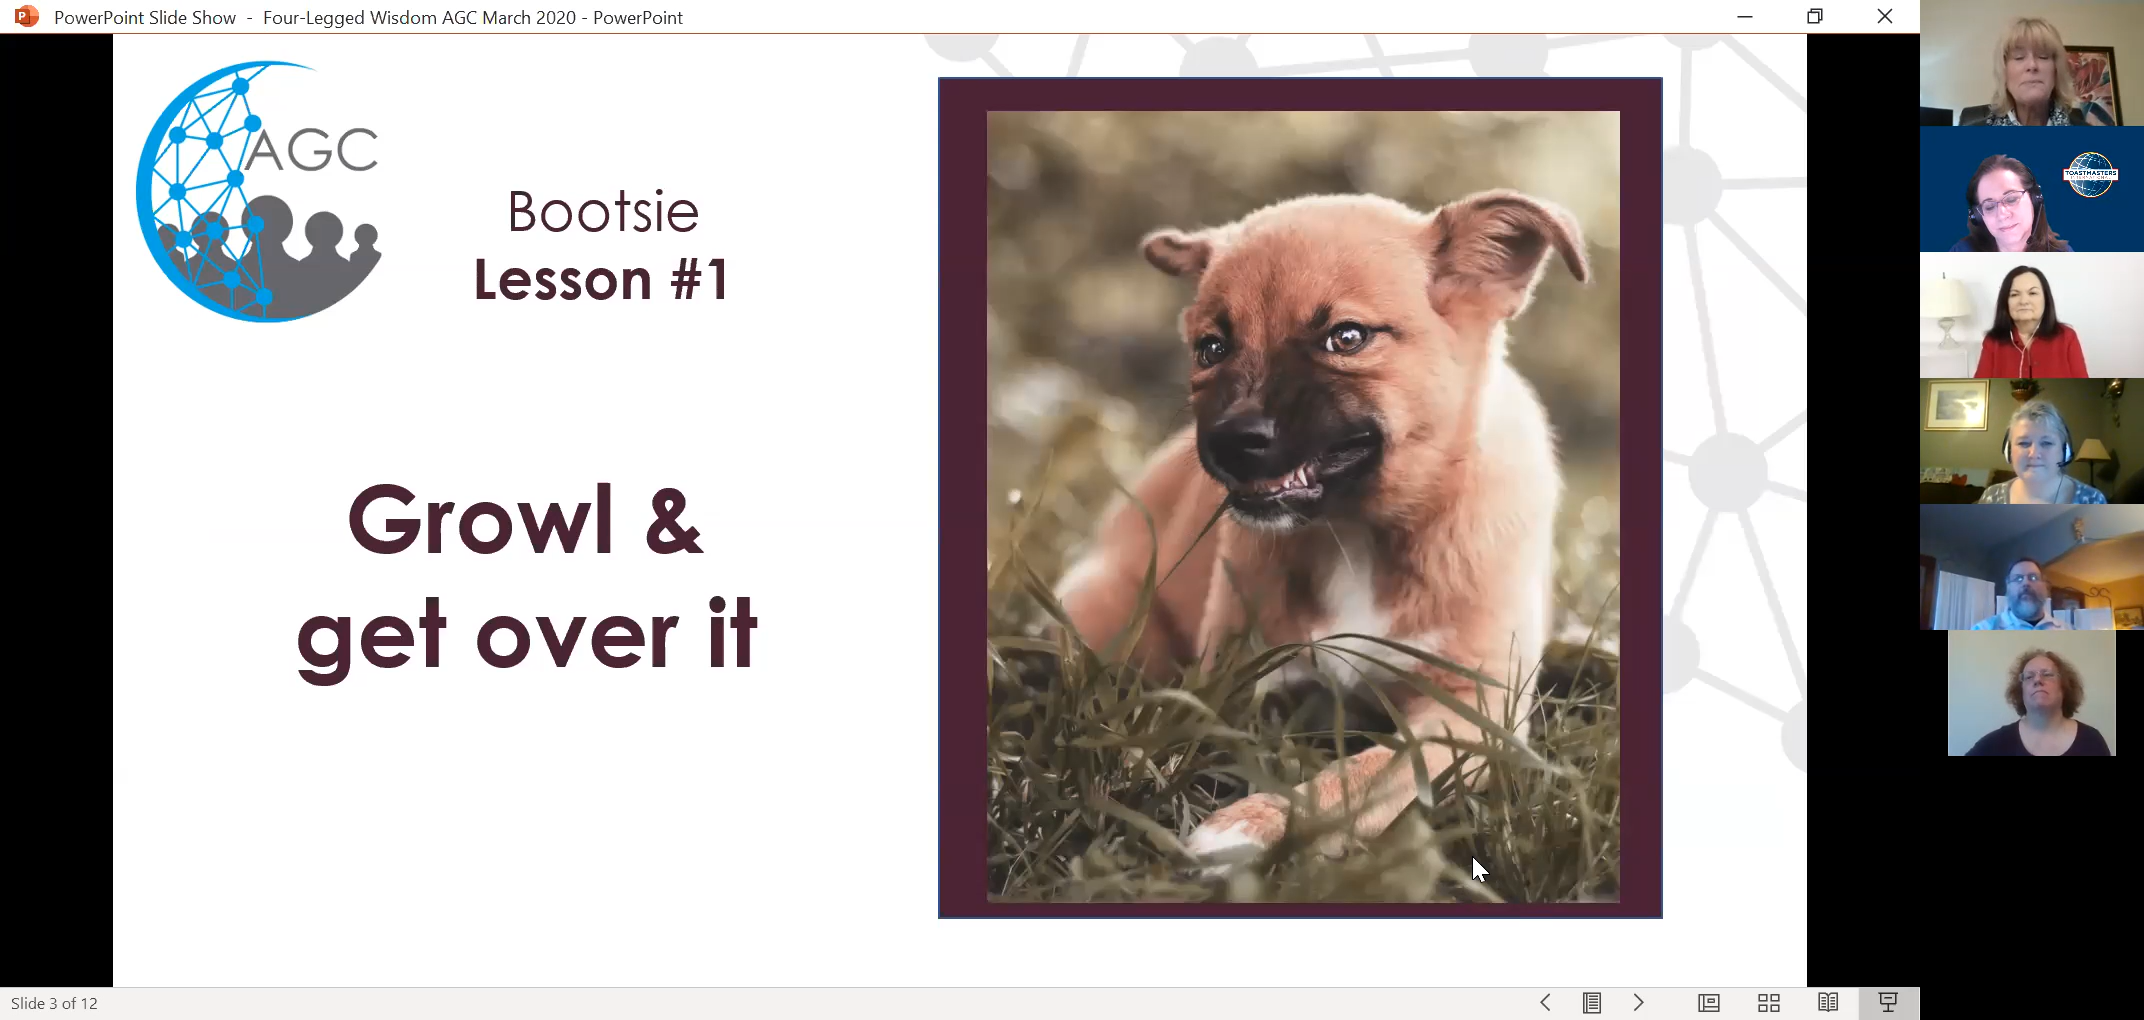 PowerPoint Slide Show - Four-Legged Wisdom AGC March 2020 - PowerPoint
AGC
Bootsie
Lesson #1
Growl &
get over it
TOASTMASTERS
INTERNATIONAL
Slide 3 of 12